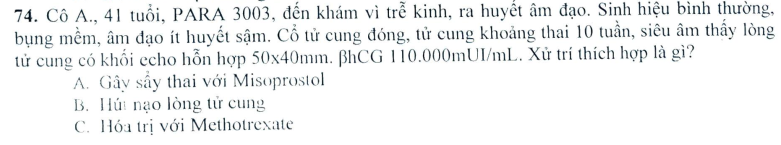 74. Cô A., 41 tuổi, PARA 3003, đến khám vì trễ kinh, ra huyết âm đạo. Sinh hiệu bình thường,
bụng mềm, âm đạo ít huyết sậm. Cổ tử cung đóng, tử cung khoảng thai 10 tuần, siêu âm thấy lòng
tử cung có khối echo hỗn hợp 50x40mm. βhCG 110.000mUI/mL. Xử trí thích hợp là gì?
A. Gây sẩy thai với Misoprostol
B. Hút nạo lòng tử cung
C. Hóa trị với Methotrexate